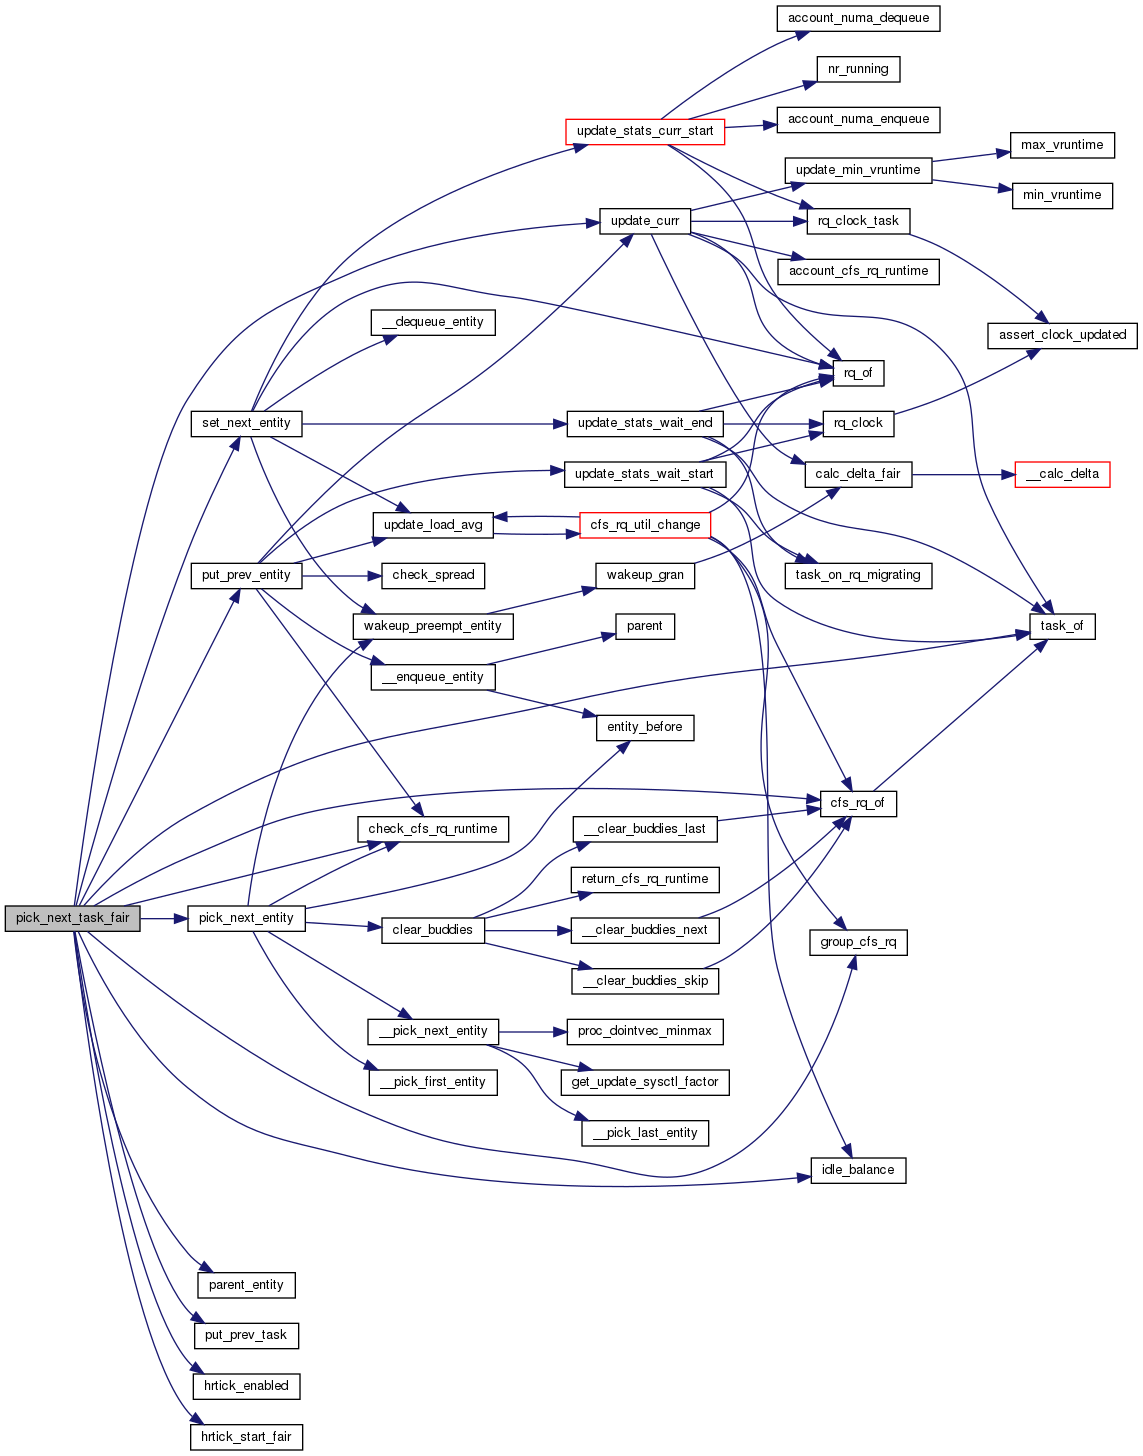 account_numa_dequeue
nr_running
account_numa_enqueue
update_stats_curr_start
max_vruntime
update_min_vruntime
min_vruntime
update_curr
rq_clock_task
account_cfs_rq_runtime
__dequeue_entity
assert_clock_updated
rq_of
set_next_entity
update_stats_wait_end
rq_clock
update_stats_wait_start
calc_delta_fair
__calc_delta
update_load_avg
cfs_rq_util_change
put_prev_entity
check_spread
wakeup_gran
task_on_rq_migrating
wakeup_preempt_entity
parent
task_of
__enqueue_entity
entity_before
cfs_rq_of
check_cfs_rq_runtime
__clear_buddies_last
return_cfs_rq_runtime
pick_next_task_fair
pick_next_entity
clear_buddies
__clear_buddies_next
group_cfs_rq
__clear_buddies_skip
__pick_next_entity
proc_dointvec_minmax
__pick_first_entity
get_update_sysctl_factor
__pick_last_entity
idle_balance
parent_entity
put_prev_task
hrtick_enabled
hrtick_start_fair